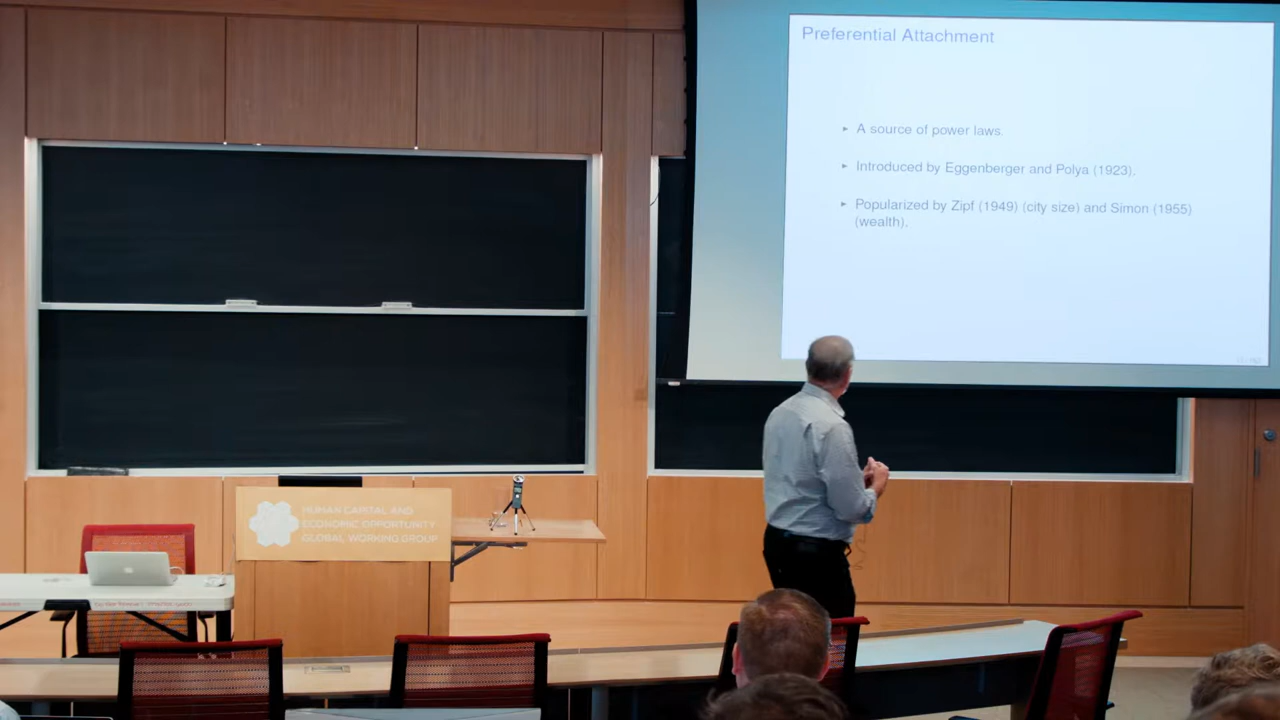 Preferential Attachment
A source of power laws.
Introduced by Eggenberger and Polya (1923).
Popularized by Zipf (1949) (city size) and Simon (1955)
(wealth).
HUMAN CAPITAL AND
ECONOMIC OPPORTUNITY
GLOBAL WORKING GROUP